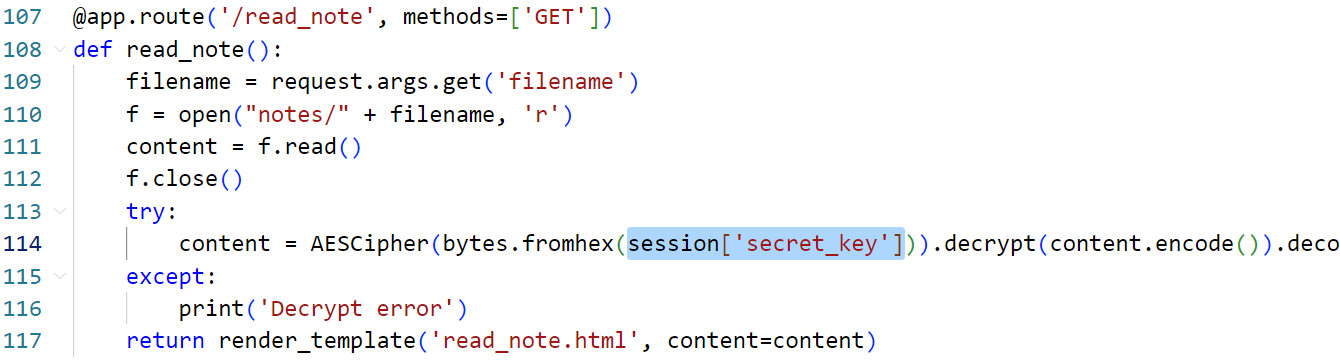 107 @app.route('/read_note', methods=['GET'])
108 def read_note():
109     filename = request.args.get('filename')
110     f = open("notes/" + filename, 'r')
111     content = f.read()
112     f.close()
113     try:
114         content = AESCipher(bytes.fromhex(session['secret_key'])).decrypt(content.encode()).deco
115     except:
116         print('Decrypt error')
117     return render_template('read_note.html', content=content)